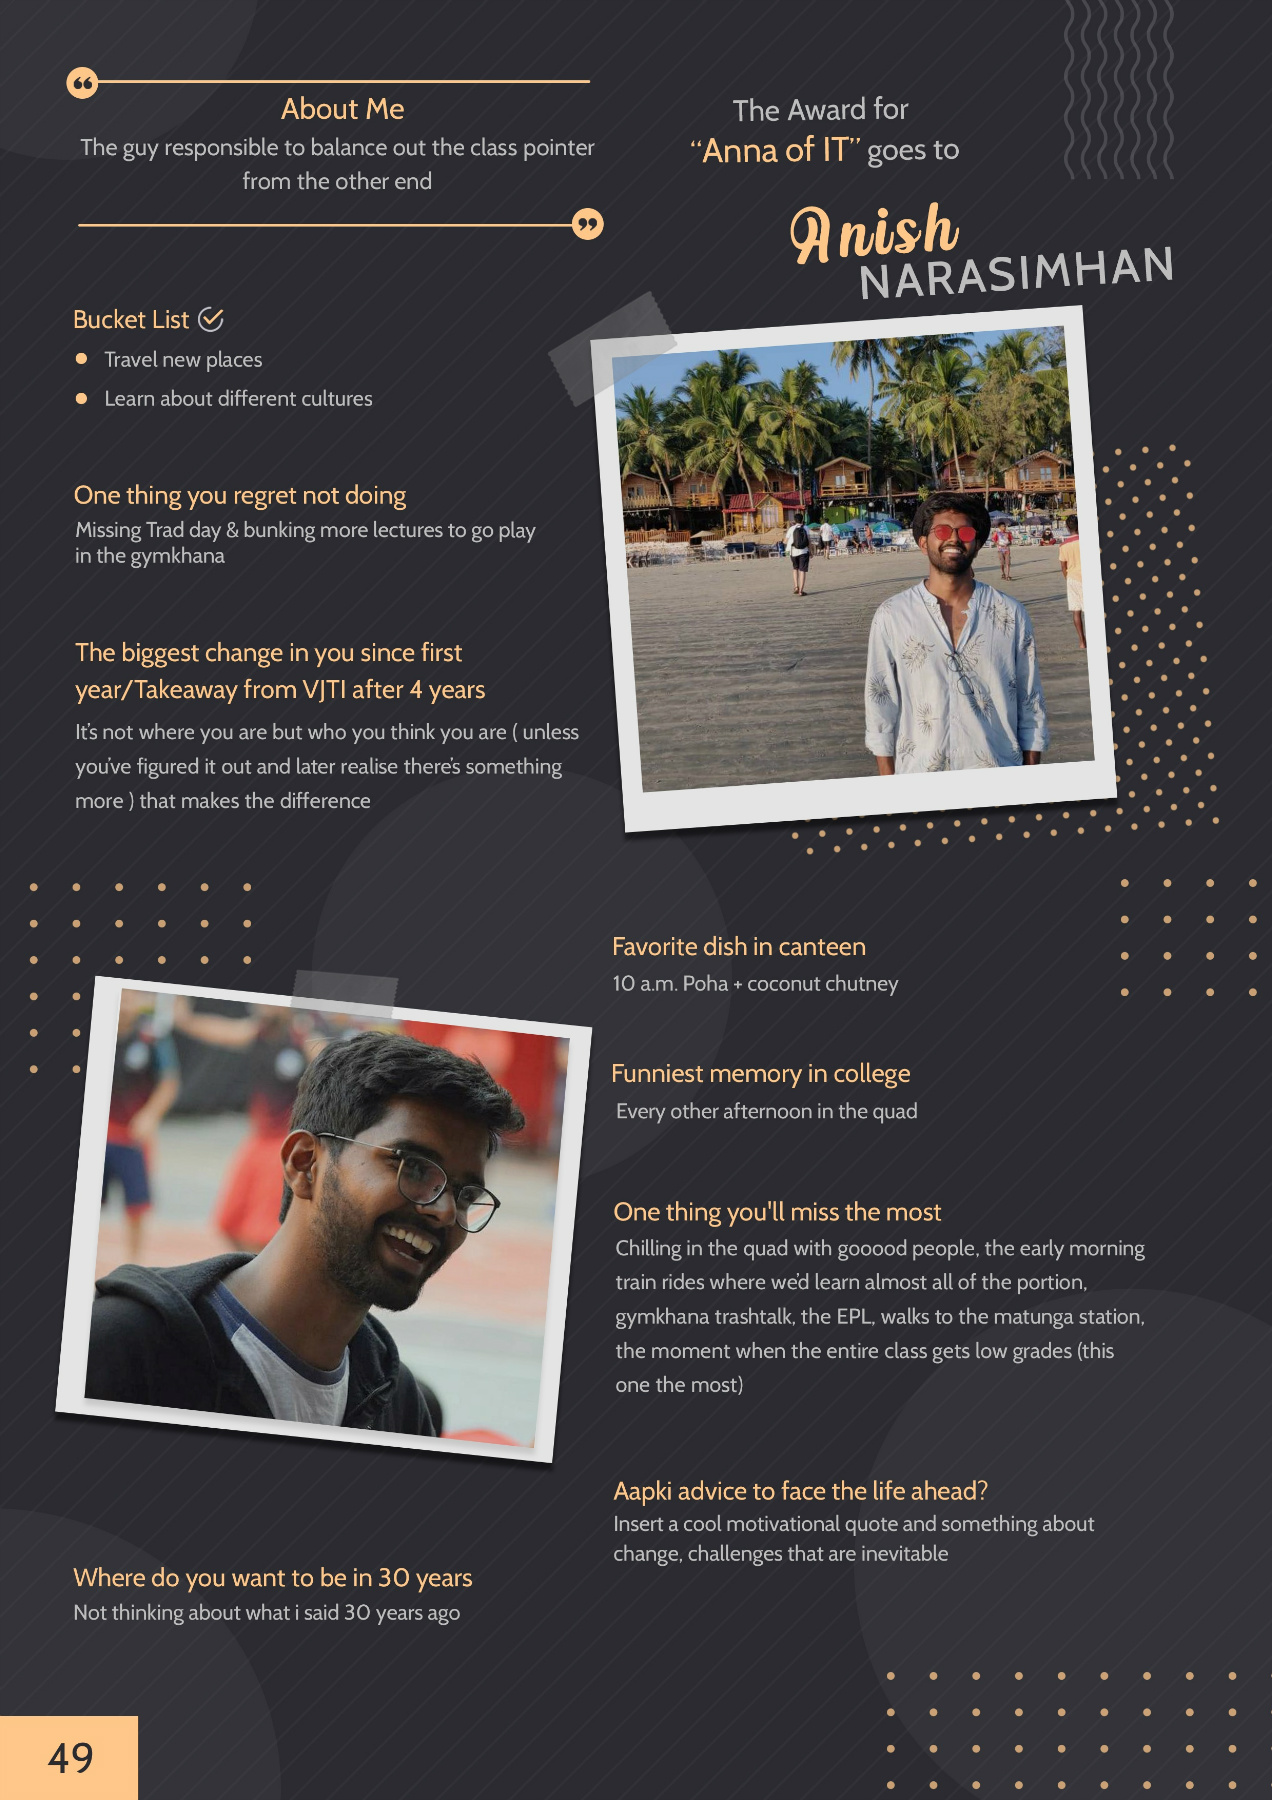 About Me
The guy responsible to balance out the class pointer
from the other end
The Award for
“Anna of IT” goes to
Anish
NARASIMHAN
Bucket List
Travel new places
Learn about different cultures
One thing you regret not doing
Missing Trad day & bunking more lectures to go play
in the gymkhana
The biggest change in you since first
year/Takeaway from VJTI after 4 years
It's not where you are but who you think you are ( unless
you've figured it out and later realise there's something
more ) that makes the difference
Favorite dish in canteen
10 a.m. Poha + coconut chutney
Funniest memory in college
Every other afternoon in the quad
One thing you'll miss the most
Chilling in the quad with gooood people, the early morning
train rides where we'd learn almost all of the portion,
gymkhana trashtalk, the EPL, walks to the matunga station,
the moment when the entire class gets low grades (this
one the most)
Aapki advice to face the life ahead?
Insert a cool motivational quote and something about
change, challenges that are inevitable
Where do you want to be in 30 years
Not thinking about what i said 30 years ago
49